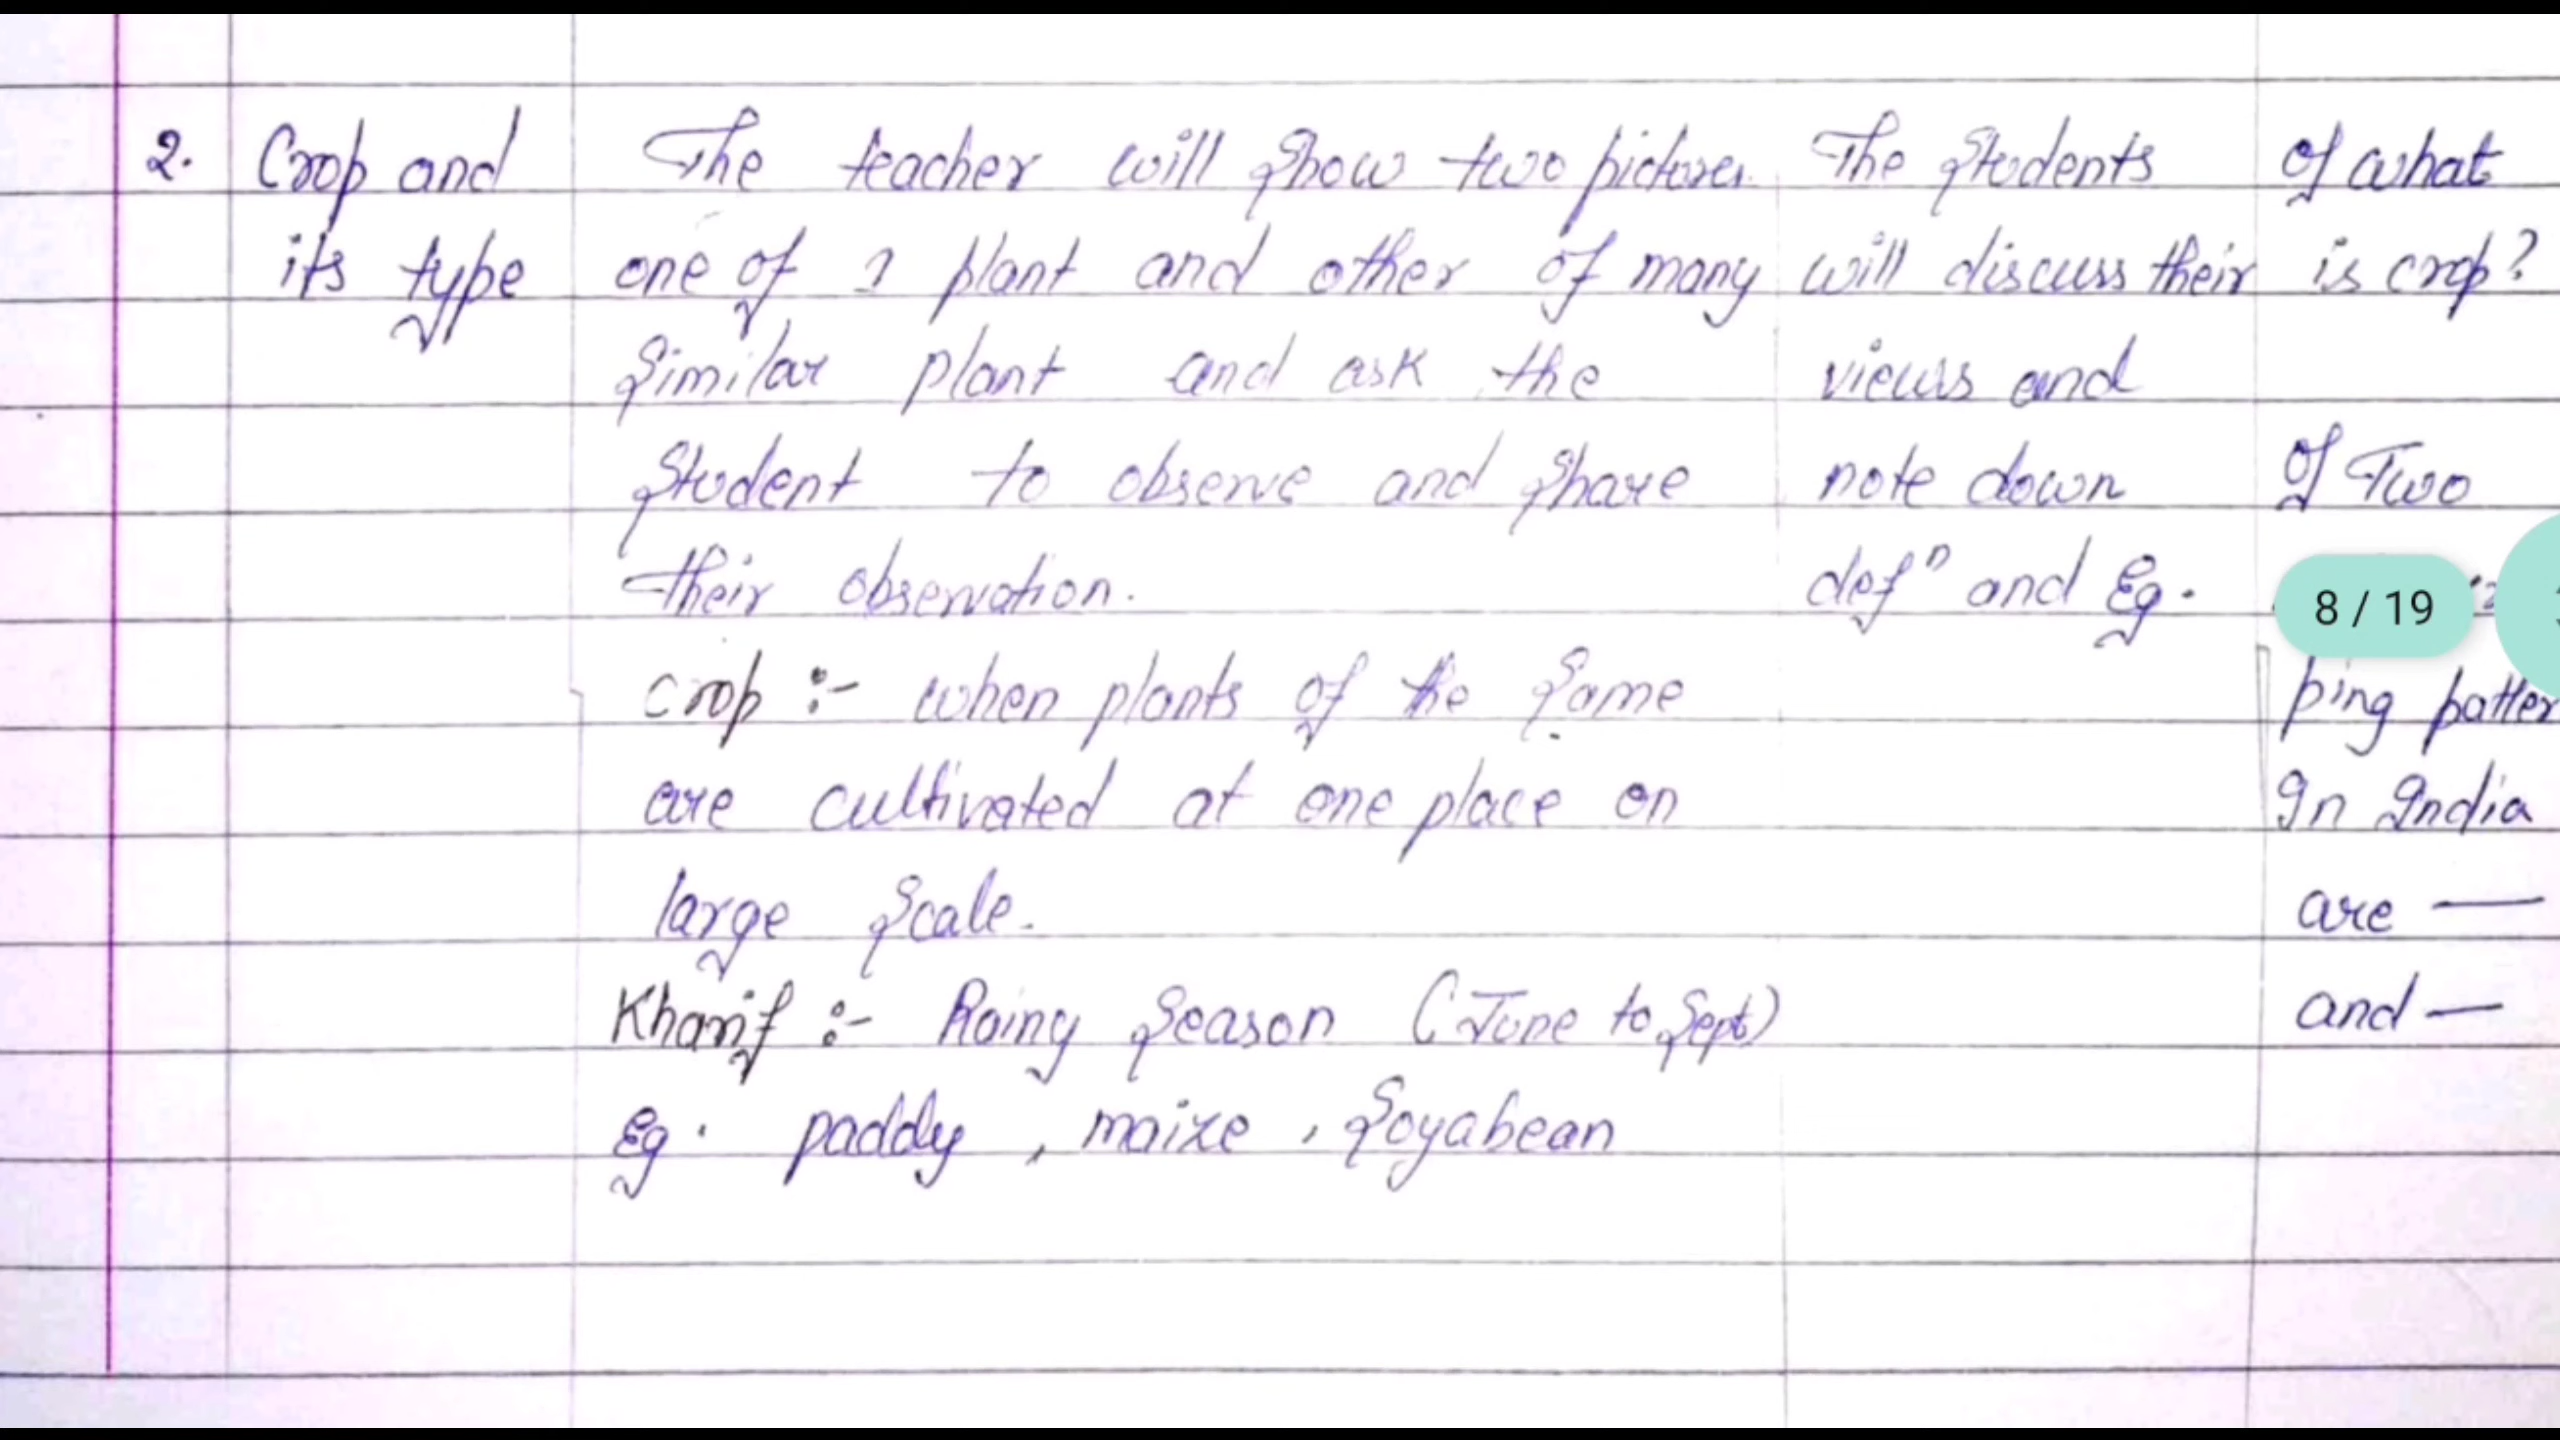 2.
Crop and
its type
The teacher will show two pictures
one of 1 plant and other of many
Similar plant and ask the
Student to observe and share
their observation.
Crop :- when plants of the same
are cultivated at one place on
large scale.
Kharif :- Rainy Season (June to Sept)
Eg. paddy, maize, Soyabean
The students
will discuss their
views and
note down
defⁿ and Eg.
Of what
is crop?
Of Two
8 / 19
ping patter
In India
are —
and —